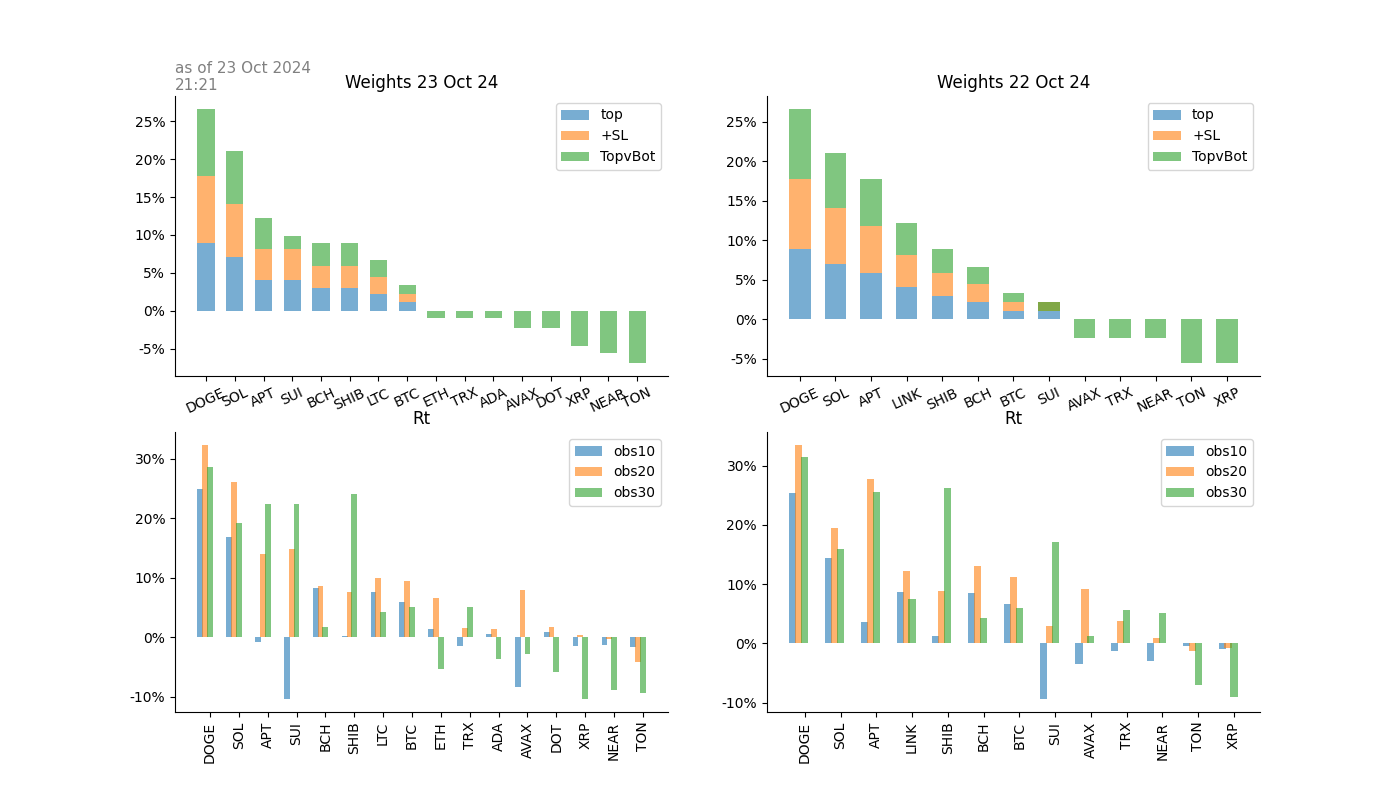 as of 23 Oct 2024
21:21
Weights 23 Oct 24
25%
20%
15%
10%
5%
0%
-5%
top
+SL
TopvBot
DOGE SOL APT SUI BCH SHIB LTC BTC ETH TRX ADA AVAX DOT XRP NEAR TON
Weights 22 Oct 24
25%
20%
15%
10%
5%
0%
-5%
top
+SL
TopvBot
DOGE SOL APT LINK SHIB BCH BTC SUI AVAX TRX NEAR TON XRP
Rt
30%
20%
10%
0%
-10%
obs10
obs20
obs30
DOGE SOL APT SUI BCH SHIB LTC BTC ETH TRX ADA AVAX DOT XRP NEAR TON
Rt
30%
20%
10%
0%
-10%
obs10
obs20
obs30
DOGE SOL APT LINK SHIB BCH BTC SUI AVAX TRX NEAR TON XRP